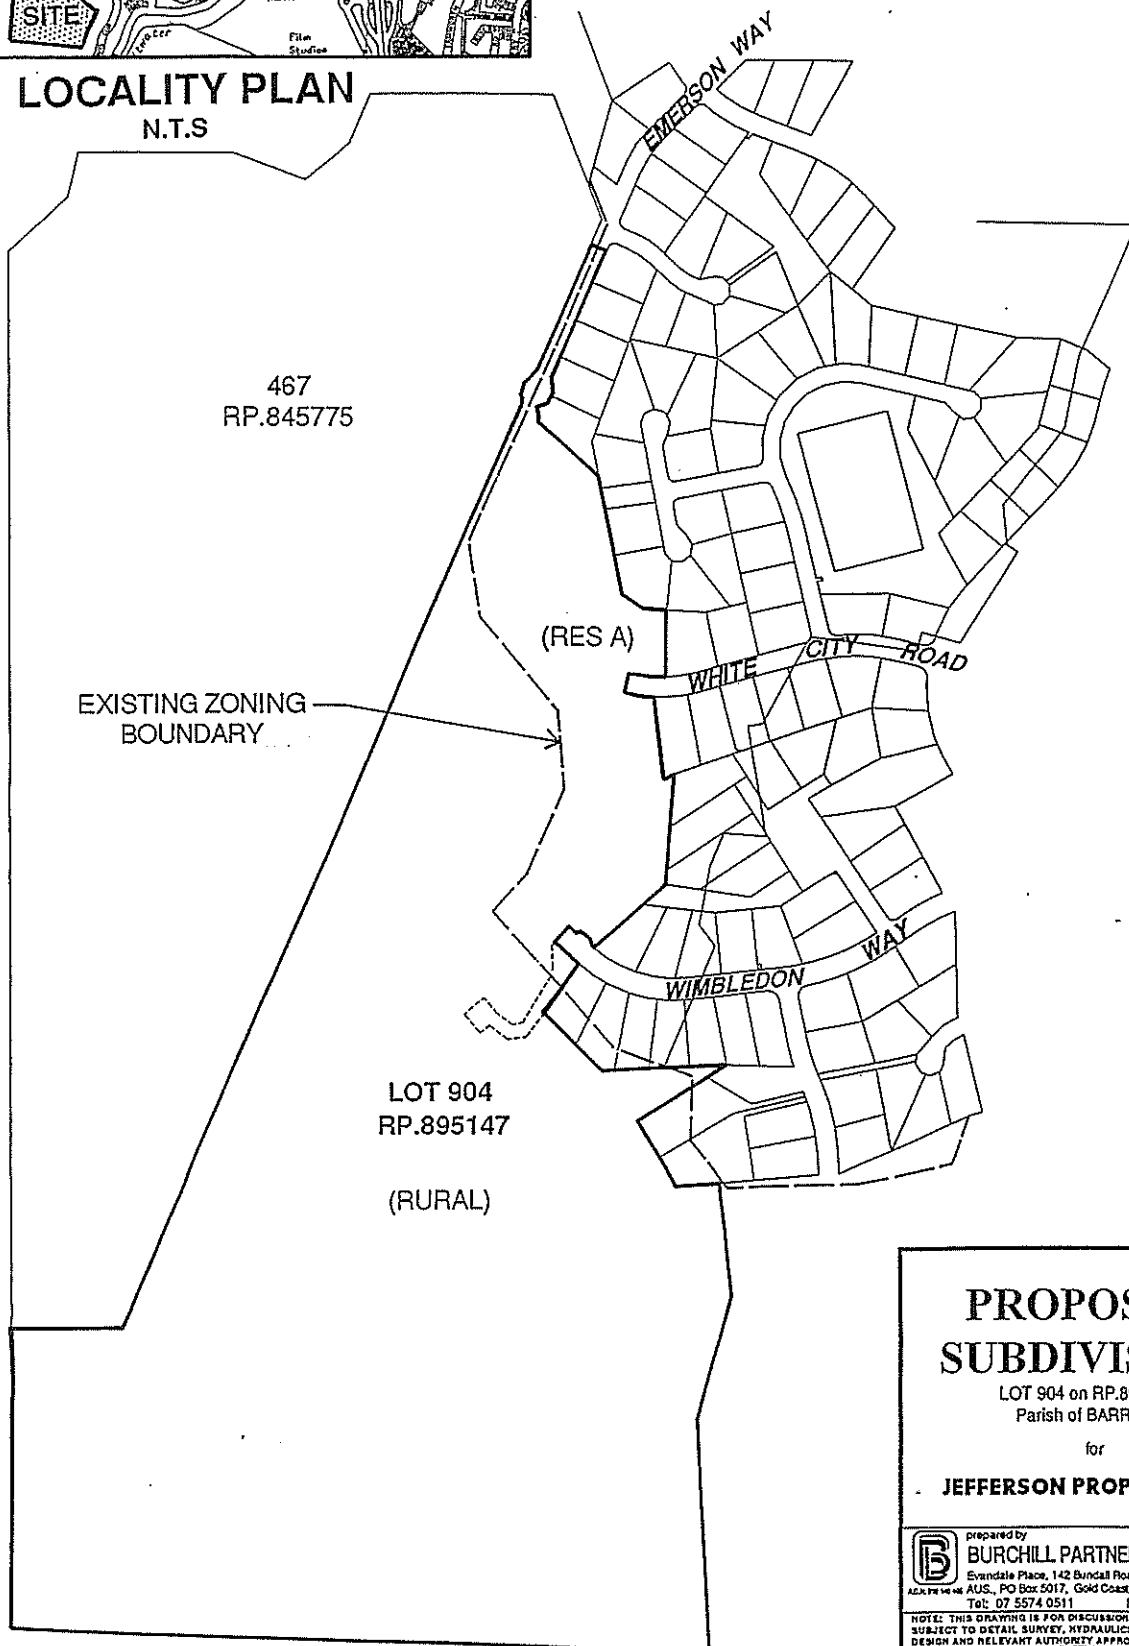 SITE
Film
Studios
LOCALITY PLAN
N.T.S
EMERSON WAY
467
RP.845775
(RES A)
WHITE CITY ROAD
EXISTING ZONING
BOUNDARY
WIMBLEDON WAY
LOT 904
RP.895147
(RURAL)
PROPOS
SUBDIVIS
LOT 904 on RP.8
Parish of BARR
for
JEFFERSON PROP
prepared by
BURCHILL PARTNE
Evandale Place, 142 Bundall Roa
AUS., PO Box 5017, Gold Coast
Tel: 07 5574 0511
NOTE: THIS DRAWING IS FOR DISCUSSION
SUBJECT TO DETAIL SURVEY, HYDRAULIC
DESIGN AND RELEVANT AUTHORITY APPRO